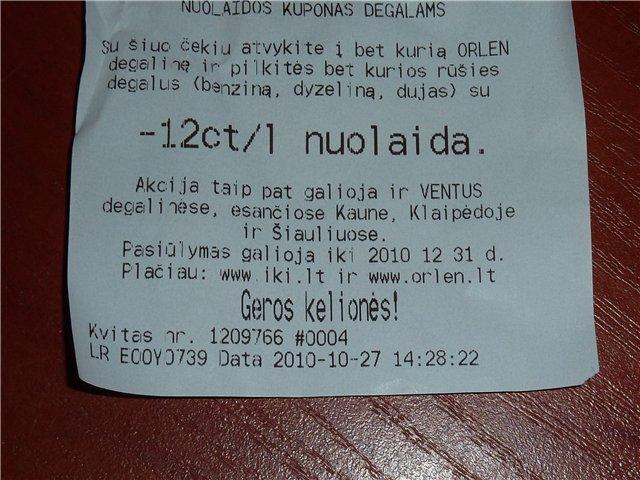 NUOLAIDOS KUPONAS DEGALAMS
Su šiuo čekiu atvykite į bet kurią ORLEN
degalinę ir pilkitės bet kurios rūšies
degalus (benziną, dyzeliną, dujas) su
-12ct/l nuolaida.
Akcija taip pat galioja ir VENTUS
degalinėse, esančiose Kaune, Klaipėdoje
ir Šiauliuose.
Pasiūlymas galioja iki 2010 12 31 d.
Plačiau: www.iki.lt ir www.orlen.lt
Geros kelionės!
Kvitas nr. 1209766 #0004
LR EOOYJ739 Data 2010-10-27 14:28:22